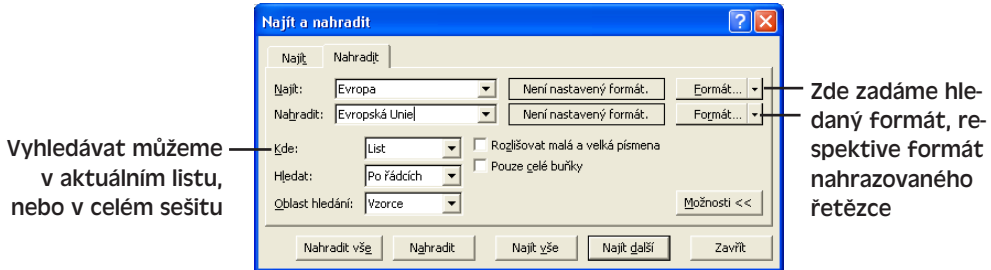 Najít a nahradit
Najít
Nahradit
Najít: Evropa Není nastavený formát. Formát...
Nahradit: Evropská Unie Není nastavený formát. Formát...
Kde: List Rozlišovat malá a velká písmena
Hledat: Po řádcích Pouze celé buňky
Oblast hledání: Vzorce Možnosti <<
Nahradit vše Nahradit Najít vše Najít další Zavřít
Vyhledávat můžeme
v aktuálním listu,
nebo v celém sešitu
Zde zadáme hle-
daný formát, re-
spektive formát
nahrazovaného
řetězce